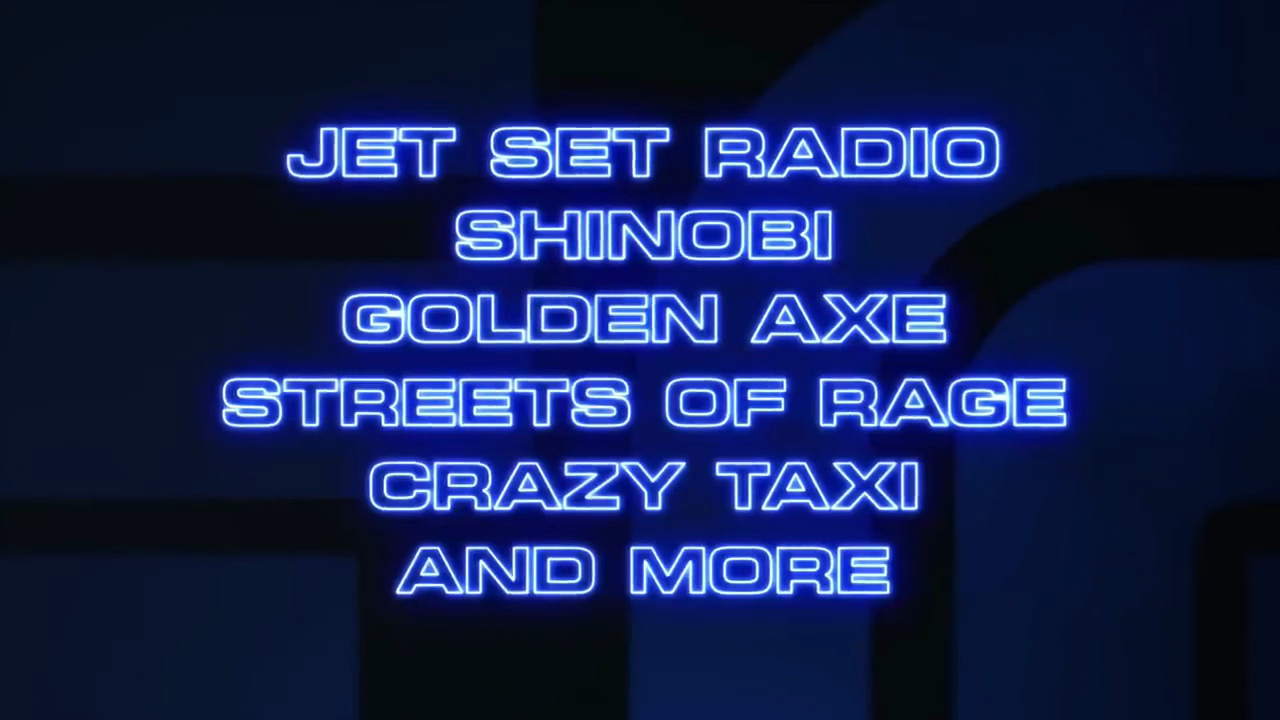 JET SET RADIO
SHINOBI
GOLDEN AXE
STREETS OF RAGE
CRAZY TAXI
AND MORE